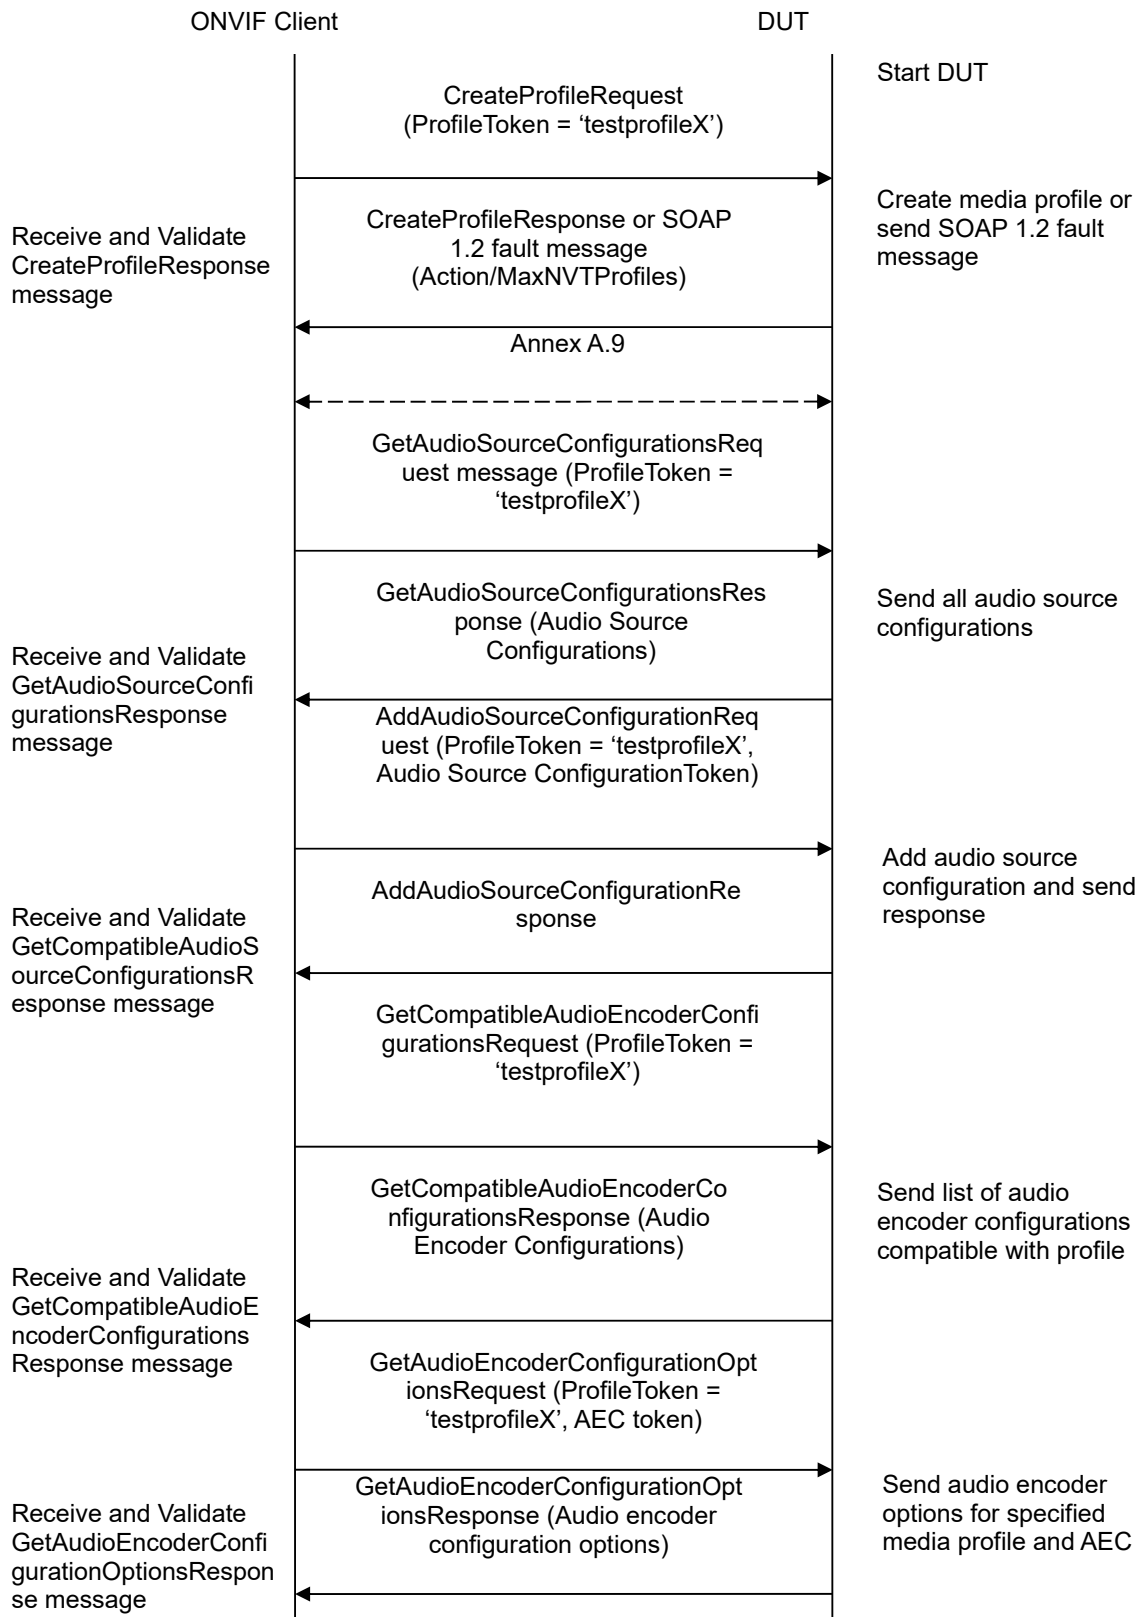 ONVIF Client
DUT
Start DUT
CreateProfileRequest
(ProfileToken = ‘testprofileX’)
Create media profile or
send SOAP 1.2 fault
message
CreateProfileResponse or SOAP
1.2 fault message
(Action/MaxNVTProfiles)
Receive and Validate
CreateProfileResponse
message
Annex A.9
GetAudioSourceConfigurationsReq
uest message (ProfileToken =
‘testprofileX’)
GetAudioSourceConfigurationsRes
ponse (Audio Source
Configurations)
Send all audio source
configurations
Receive and Validate
GetAudioSourceConfi
gurationsResponse
message
AddAudioSourceConfigurationReq
uest (ProfileToken = ‘testprofileX’,
Audio Source ConfigurationToken)
Add audio source
configuration and send
response
AddAudioSourceConfigurationRe
sponse
Receive and Validate
GetCompatibleAudioS
ourceConfigurationsR
esponse message
GetCompatibleAudioEncoderConfi
gurationsRequest (ProfileToken =
‘testprofileX’)
GetCompatibleAudioEncoderCo
nfigurationsResponse (Audio
Encoder Configurations)
Send list of audio
encoder configurations
compatible with profile
Receive and Validate
GetCompatibleAudioE
ncoderConfigurations
Response message
GetAudioEncoderConfigurationOpt
ionsRequest (ProfileToken =
‘testprofileX’, AEC token)
GetAudioEncoderConfigurationOpt
ionsResponse (Audio encoder
configuration options)
Send audio encoder
options for specified
media profile and AEC
Receive and Validate
GetAudioEncoderConfi
gurationOptionsRespon
se message